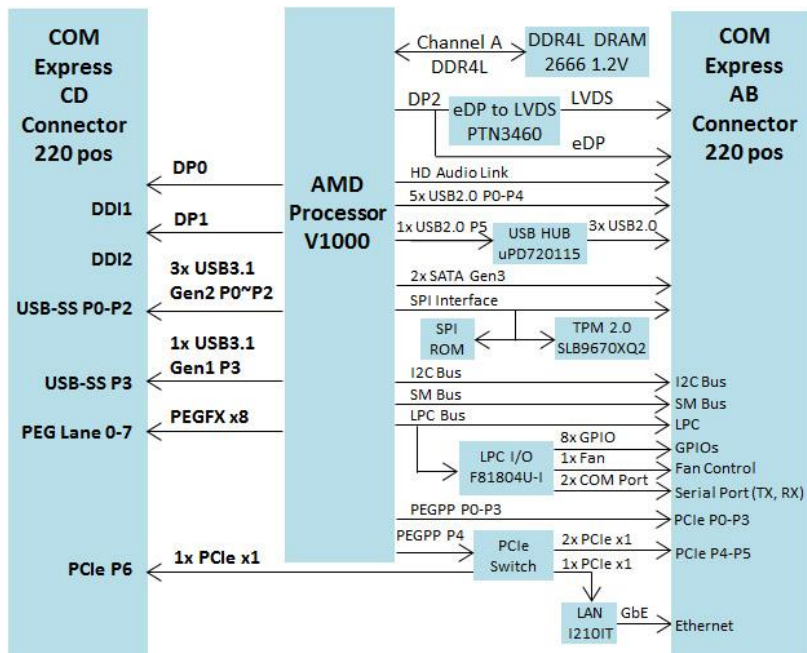 COM
Express
CD
Connector
220 pos
DP0
DDI1
DP1
DDI2
3x USB3.1
Gen2 P0~P2
USB-SS P0-P2
1x USB3.1
Gen1 P3
USB-SS P3
PEGFX x8
PEG Lane 0-7
1x PCIe x1
PCIe P6
AMD
Processor
V1000
Channel A
DDR4L
DDR4L DRAM
2666 1.2V
DP2
eDP to LVDS
PTN3460
LVDS
eDP
HD Audio Link
5x USB2.0 P0-P4
1x USB2.0 P5
USB HUB
uPD720115
3x USB2.0
2x SATA Gen3
SPI Interface
SPI
ROM
TPM 2.0
SLB9670XQ2
I2C Bus
SM Bus
LPC Bus
LPC I/O
F81804U-I
8x GPIO
1x Fan
2x COM Port
PEGPP P0-P3
PEGPP P4
PCIe
Switch
2x PCIe x1
1x PCIe x1
LAN
I210IT
GbE
COM
Express
AB
Connector
220 pos
I2C Bus
SM Bus
LPC
GPIOs
Fan Control
Serial Port (TX, RX)
PCIe P0-P3
PCIe P4-P5
Ethernet